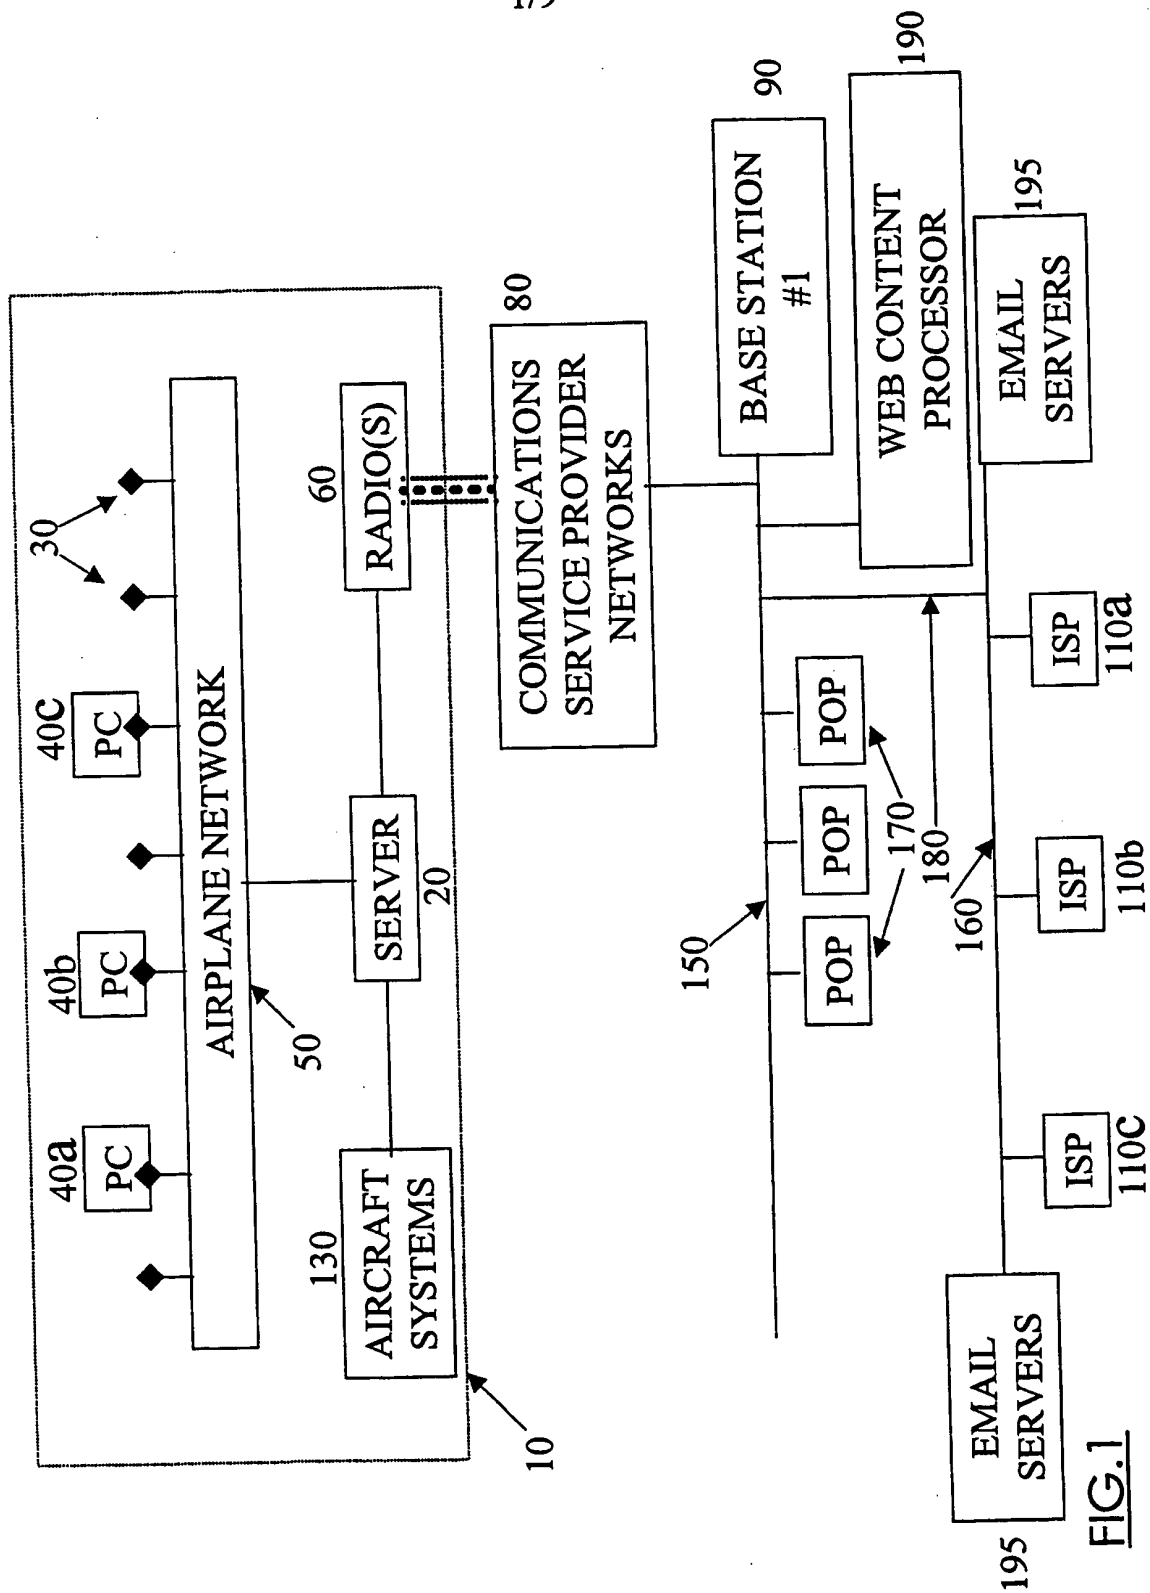 40a
PC
40b
PC
40c
PC
30
AIRPLANE NETWORK
50
130
AIRCRAFT
SYSTEMS
SERVER
20
60
RADIO(S)
10
80
COMMUNICATIONS
SERVICE PROVIDER
NETWORKS
150
90
BASE STATION
#1
POP
POP
POP
170
180
190
WEB CONTENT
PROCESSOR
160
195
EMAIL
SERVERS
195
EMAIL
SERVERS
ISP
110c
ISP
110b
ISP
110a
FIG.1